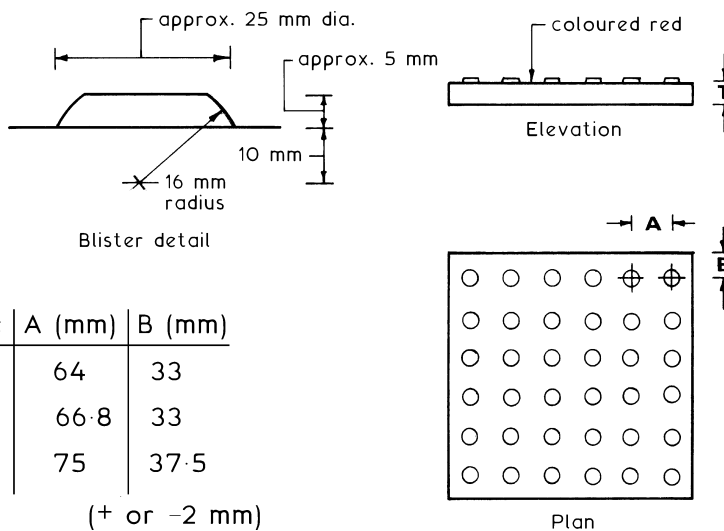 approx. 25 mm dia.
approx. 5 mm
10 mm
16 mm
radius
Blister detail
coloured red
T
Elevation
A
B
Plan
A (mm) B (mm)
64 33
66·8 33
75 37·5
(+ or -2 mm)